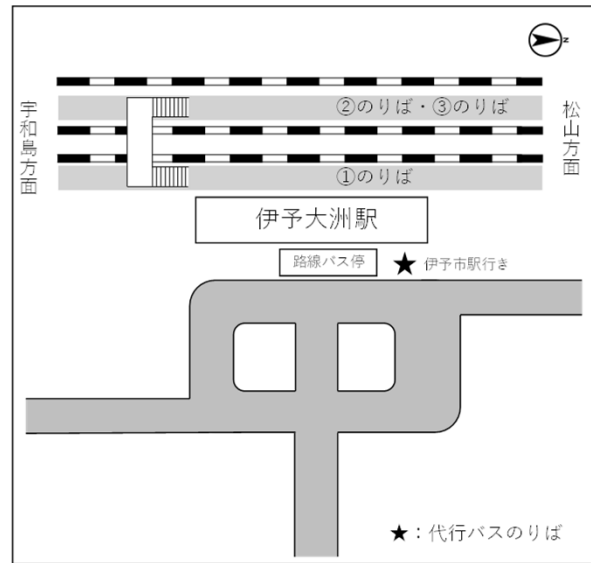 N
②のりば・③のりば
宇和島方面
松山方面
①のりば
伊予大洲駅
路線バス停
★ 伊予市駅行き
★：代行バスのりば